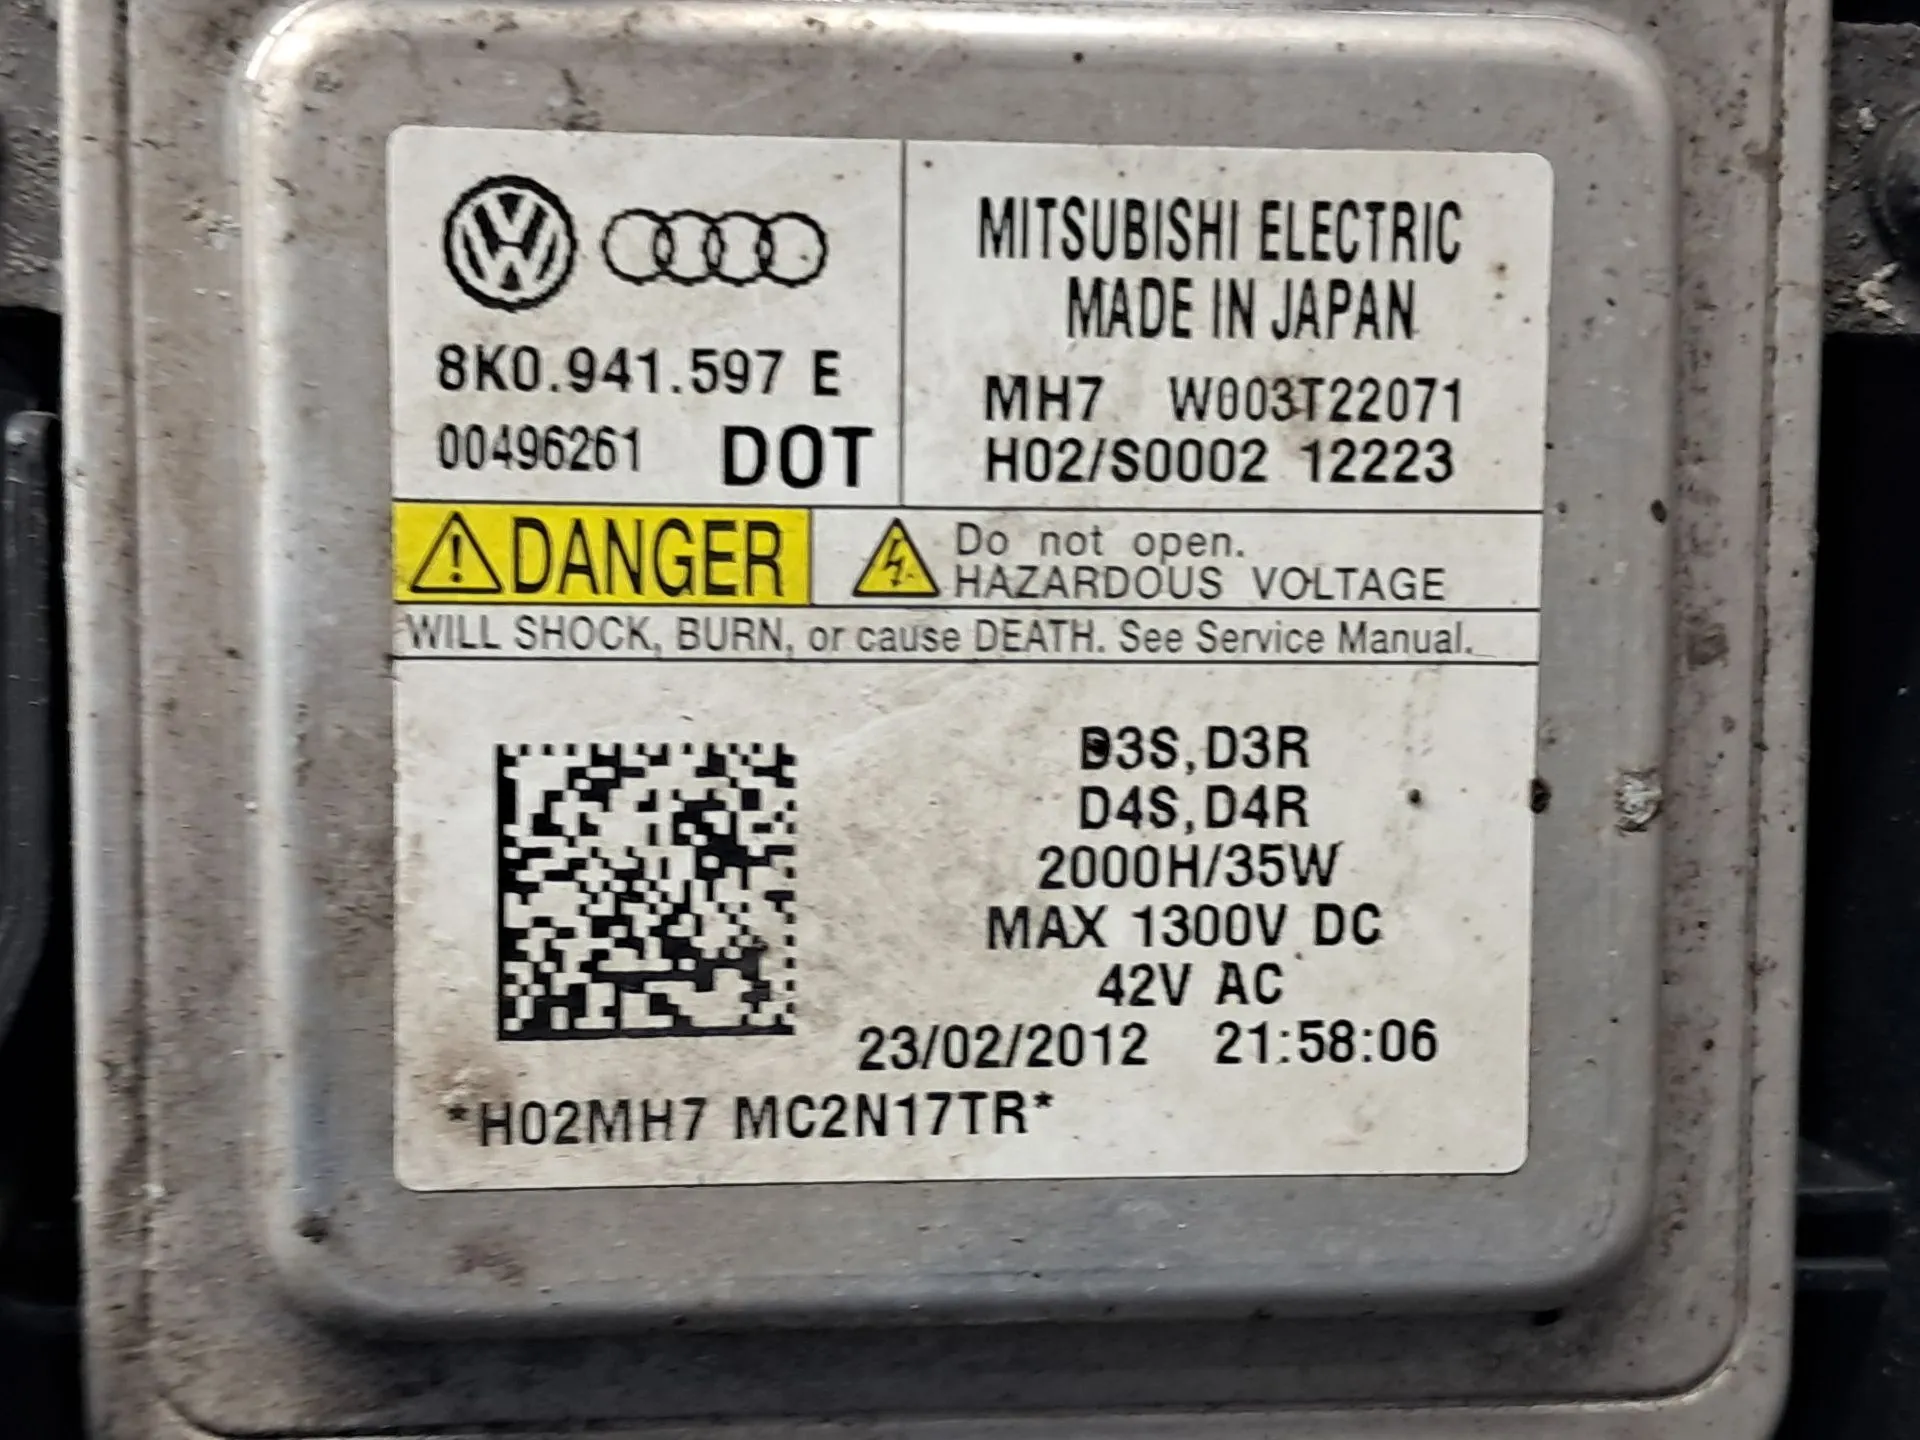 8K0.941.597 E
00496261 DOT
MITSUBISHI ELECTRIC
MADE IN JAPAN
MH7 W003T22071
H02/S0002 12223
DANGER
Do not open.
HAZARDOUS VOLTAGE
WILL SHOCK, BURN, or cause DEATH. See Service Manual.
D3S,D3R
D4S,D4R
2000H/35W
MAX 1300V DC
42V AC
23/02/2012 21:58:06
*H02MH7 MC2N17TR*